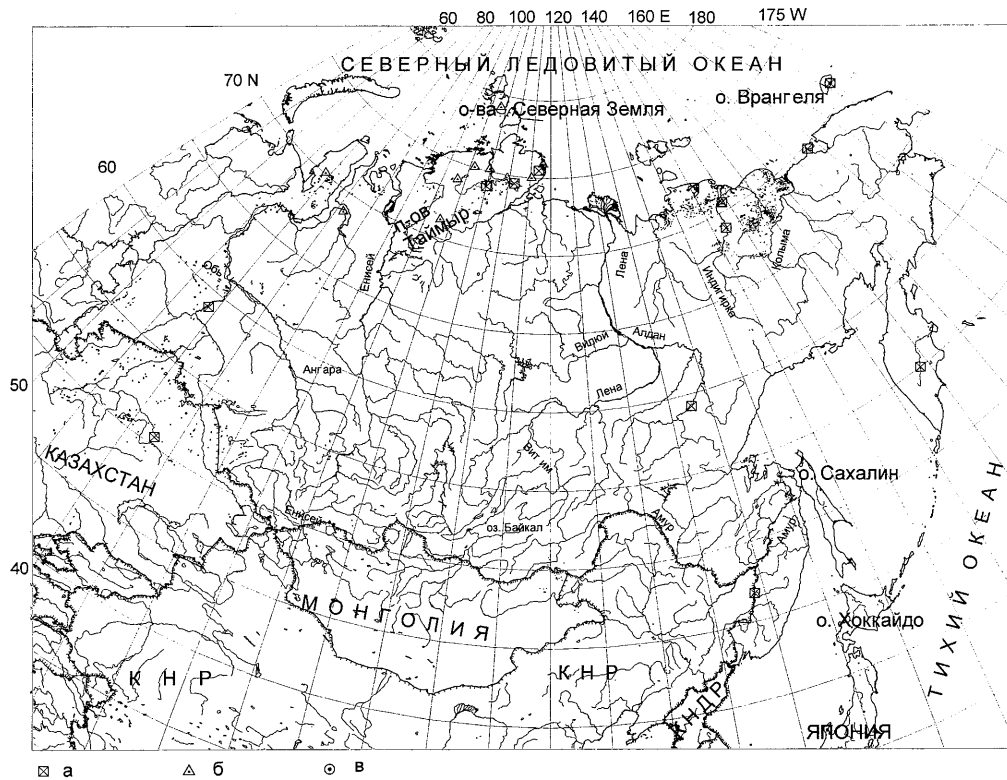 60 80 100 120 140 160 E 180 175 W
СЕВЕРНЫЙ ЛЕДОВИТЫЙ ОКЕАН
70 N
о. Врангеля
о-ва Северная Земля
60
П-ов
Таймыр
Обь
Енисей
Лена
Индигирка
Колыма
Вилюй
Алдан
Ангара
Лена
50
КАЗАХСТАН
Витим
о. Сахалин
Енисей
оз. Байкал
Амур
Амур
40
МОНГОЛИЯ
о. Хоккайдо
ТИХИЙ ОКЕАН
КНР
КНР
КНДР
ЯПОНИЯ
а б в